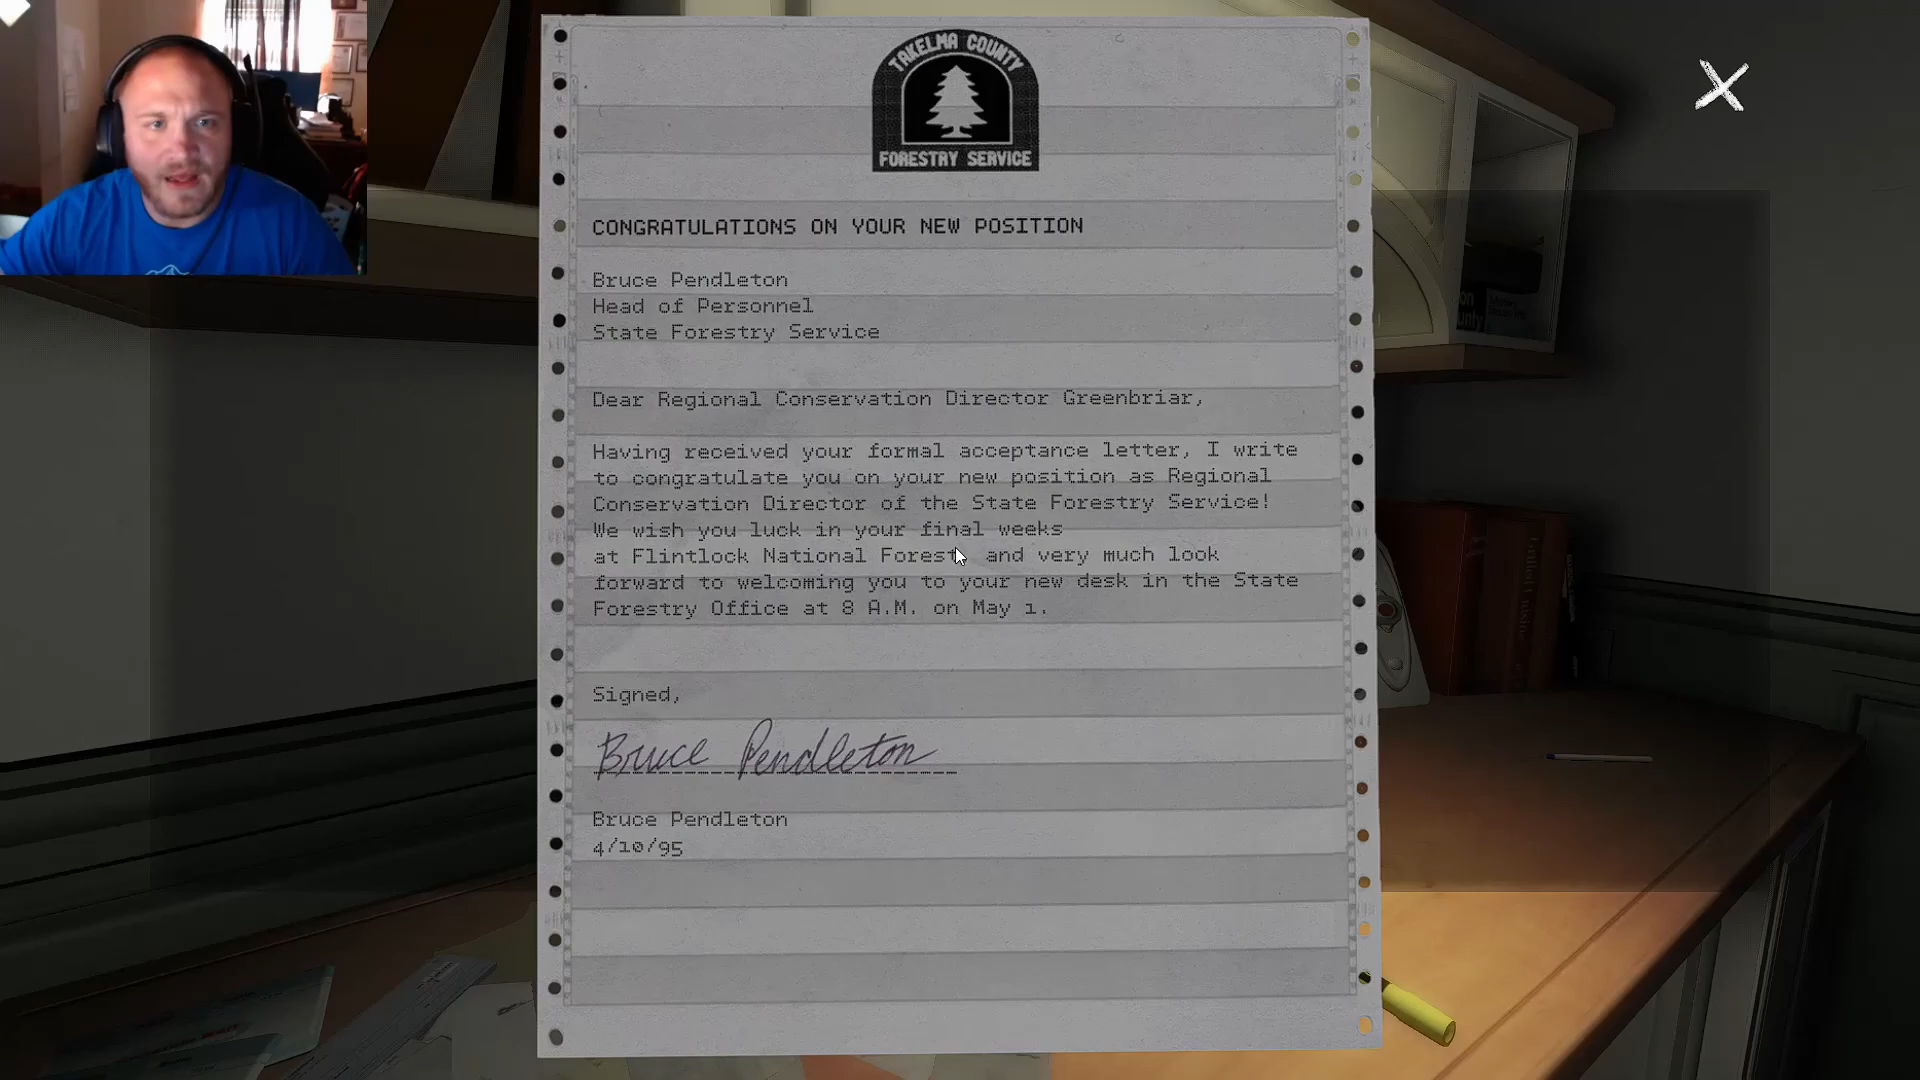 TAKELMA COUNTY
FORESTRY SERVICE
CONGRATULATIONS ON YOUR NEW POSITION
Bruce Pendleton
Head of Personnel
State Forestry Service
Dear Regional Conservation Director Greenbriar,
Having received your formal acceptance letter, I write
to congratulate you on your new position as Regional
Conservation Director of the State Forestry Service!
We wish you luck in your final weeks
at Flintlock National Forest, and very much look
forward to welcoming you to your new desk in the State
Forestry Office at 8 A.M. on May 1.
Signed,
Bruce Pendleton
Bruce Pendleton
4/10/95